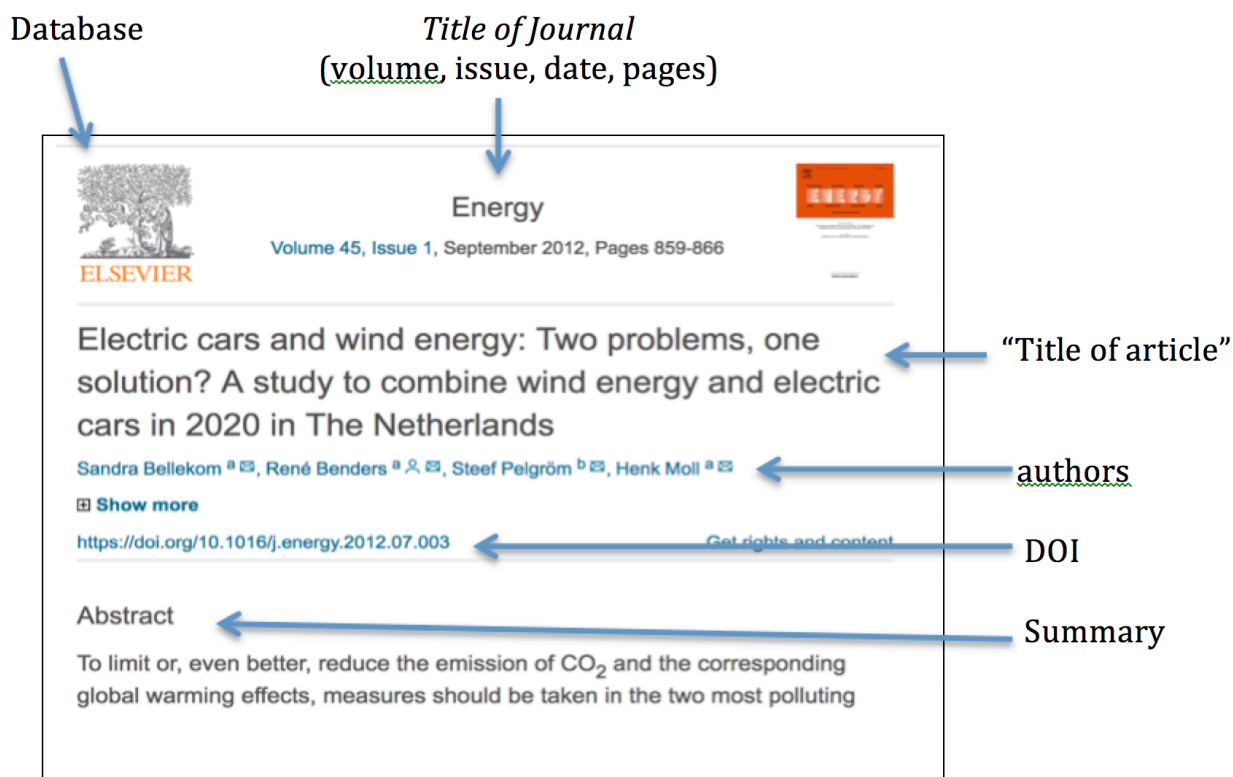 Database
Title of Journal
(volume, issue, date, pages)
ELSEVIER
Energy
Volume 45, Issue 1, September 2012, Pages 859-866
ENERGY
Electric cars and wind energy: Two problems, one
solution? A study to combine wind energy and electric
cars in 2020 in The Netherlands
“Title of article”
Sandra Bellekom a, René Benders a, Steef Pelgröm b, Henk Moll a
authors
Show more
https://doi.org/10.1016/j.energy.2012.07.003
Get rights and content
DOI
Abstract
Summary
To limit or, even better, reduce the emission of CO2 and the corresponding
global warming effects, measures should be taken in the two most polluting